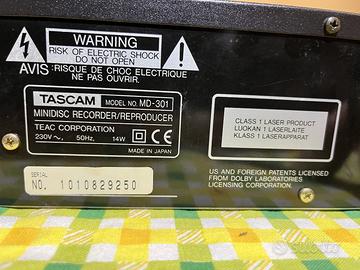 WARNING
RISK OF ELECTRIC SHOCK
DO NOT OPEN
AVIS : RISQUE DE CHOC ELECTRIQUE
NE PAS OUVRIR.
TASCAM MODEL NO. MD-301
MINIDISC RECORDER/REPRODUCER
TEAC CORPORATION
230V~, 50Hz, 14W CE
MADE IN JAPAN
SERIAL
NO. 1010829250
CLASS 1 LASER PRODUCT
LUOKAN 1 LASERLAITE
KLASS 1 LASERAPPARAT
US AND FOREIGN PATENTS LICENSED
FROM DOLBY LABORATORIES
LICENSING CORPORATION.
subito